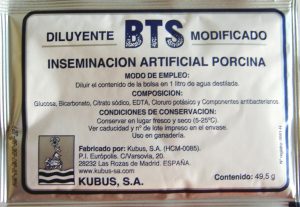 DILUYENTE BTS MODIFICADO
INSEMINACION ARTIFICIAL PORCINA
MODO DE EMPLEO:
Diluir el contenido de la bolsa en 1 litro de agua destilada.
COMPOSICION:
Glucosa, Bicarbonato, Citrato sódico, EDTA, Cloruro potásico y Componentes antibacterianos
CONDICIONES DE CONSERVACION:
Conservar en lugar fresco y seco (5-25°C).
Ver caducidad y nº de lote impreso en el envase.
Uso en ganadería.
Fabricado por: Kubus, S.A. (HCM-0085).
P.I. Európolis. C/Varsovia, 20.
28232 Las Rozas de Madrid. ESPAÑA
www.kubus-sa.com
KUBUS, S.A.
Contenido: 49,5 g